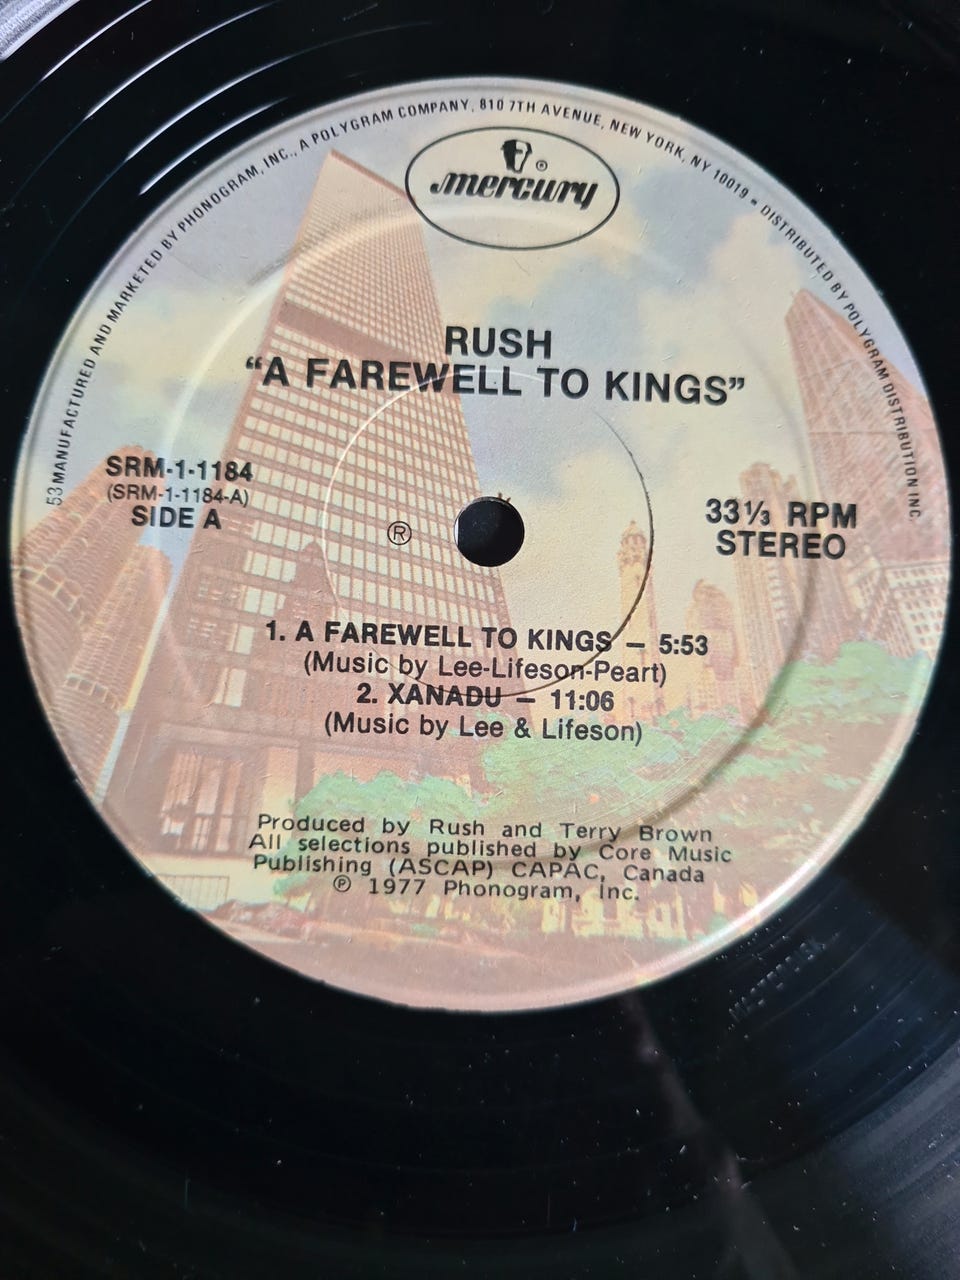 53 MANUFACTURED AND MARKETED BY PHONOGRAM, INC., A POLYGRAM COMPANY, 810 7TH AVENUE, NEW YORK, NY 10019 • DISTRIBUTED BY POLYGRAM DISTRIBUTION INC.
mercury®
RUSH
“A FAREWELL TO KINGS”
SRM-1-1184
(SRM-1-1184-A)
SIDE A
®
33⅓ RPM
STEREO
1. A FAREWELL TO KINGS – 5:53
(Music by Lee-Lifeson-Peart)
2. XANADU – 11:06
(Music by Lee & Lifeson)
Produced by Rush and Terry Brown
All selections published by Core Music
Publishing (ASCAP) CAPAC, Canada
℗ 1977 Phonogram, Inc.